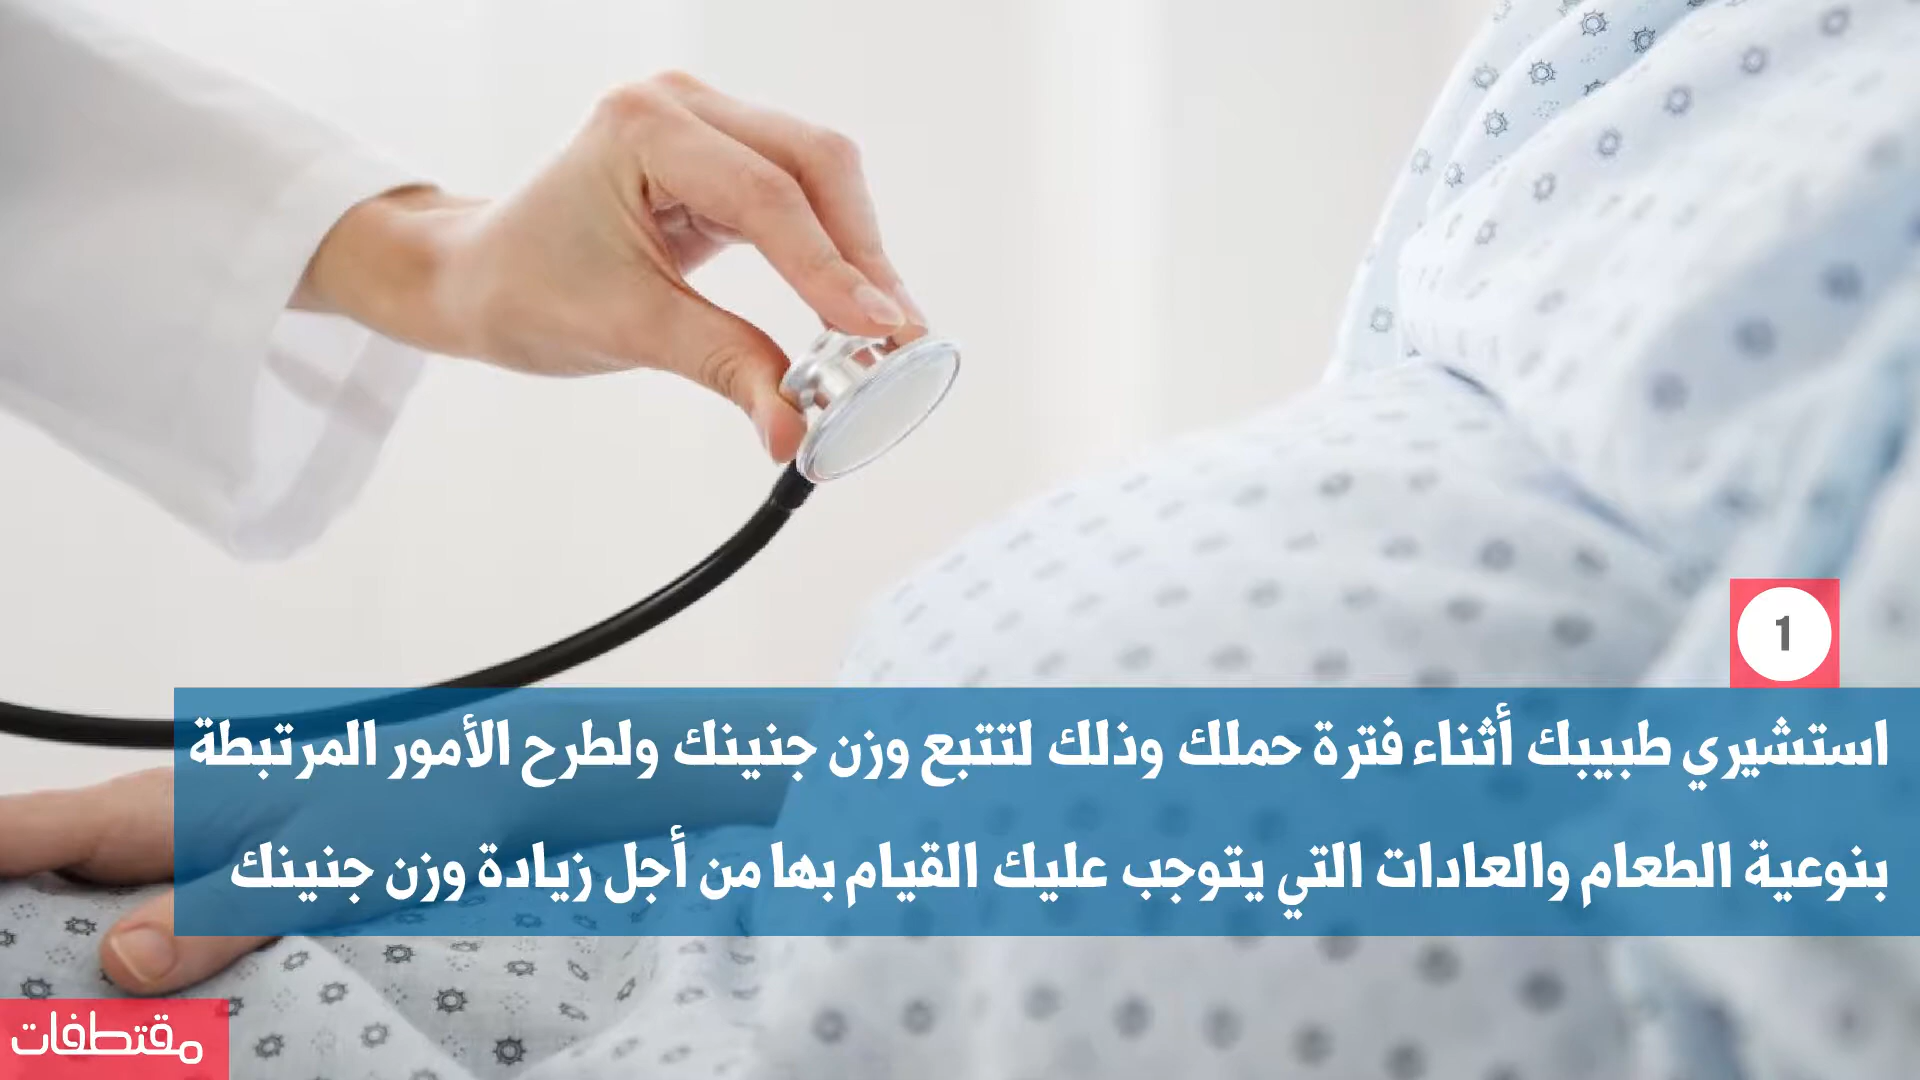 1
استشيري طبيبك أثناء فترة حملك وذلك لتتبع وزن جنينك ولطرح الأمور المرتبطة
بنوعية الطعام والعادات التي يتوجب عليك القيام بها من أجل زيادة وزن جنينك
مقتطفات